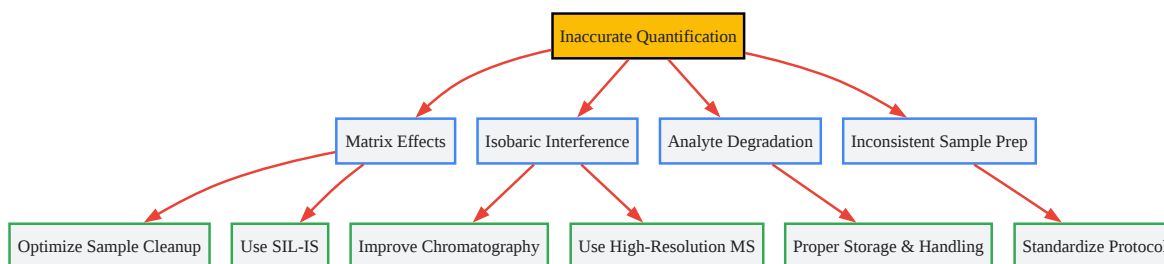 Inaccurate Quantification
Matrix Effects
Isobaric Interference
Analyte Degradation
Inconsistent Sample Prep
Optimize Sample Cleanup
Use SIL-IS
Improve Chromatography
Use High-Resolution MS
Proper Storage & Handling
Standardize Protocol